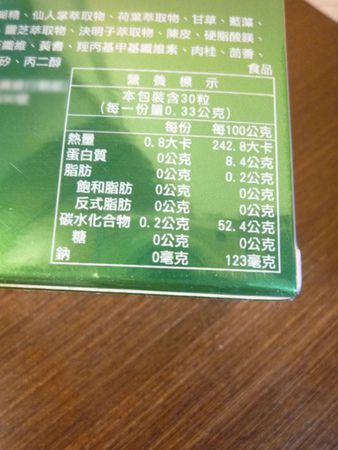 糊精、仙人掌萃取物、荷葉萃取物、甘草、藍藻、
靈芝萃取物、決明子萃取物、陳皮、硬脂酸鎂
纖維、黃耆、羥丙基甲基纖維素、肉桂、茴香、
矽、丙二醇
食品
營養標示
本包裝含30粒
(每一份量0.33公克)
每份 每100公克
熱量 0.8大卡 242.8大卡
蛋白質 0公克 8.4公克
脂肪 0公克 0.2公克
飽和脂肪 0公克 0公克
反式脂肪 0公克 0公克
碳水化合物 0.2公克 52.4公克
糖 0公克 0公克
鈉 0毫克 123毫克